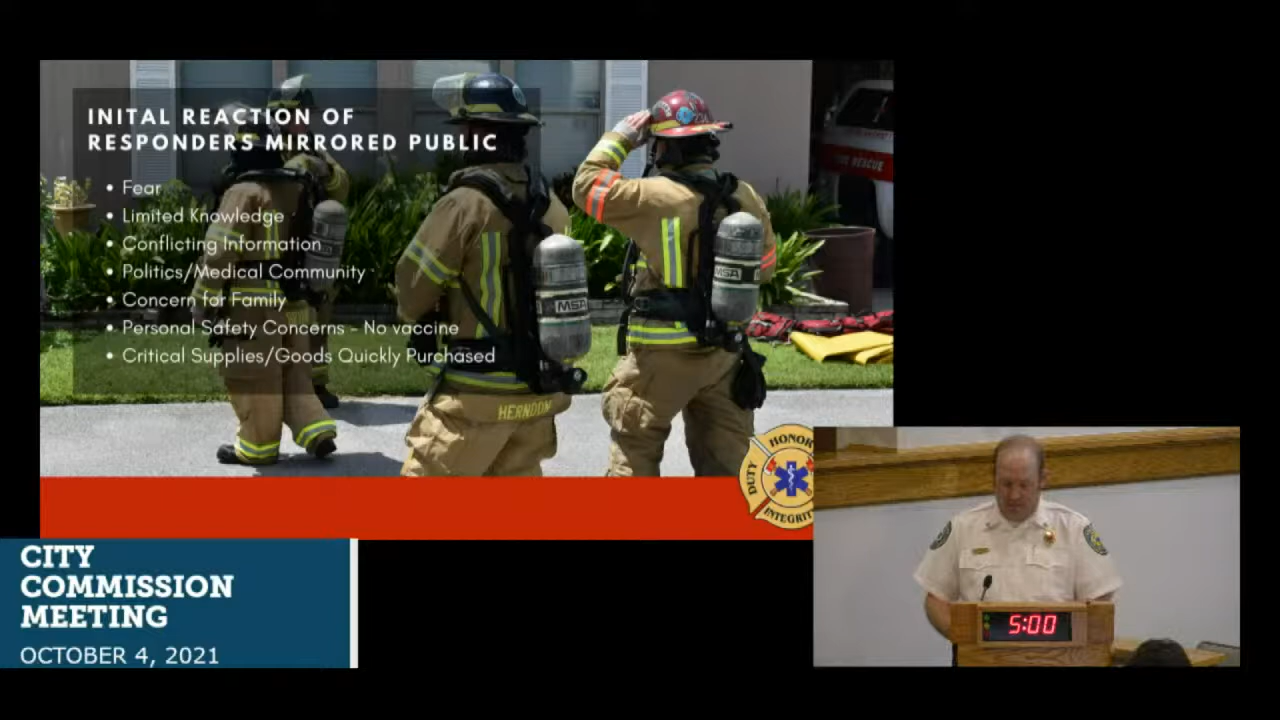 INITAL REACTION OF
RESPONDERS MIRRORED PUBLIC
• Fear
• Limited Knowledge
• Conflicting Information
• Politics/Medical Community
• Concern for Family
• Personal Safety Concerns - No vaccine
• Critical Supplies/Goods Quickly Purchased
MSA
MSA
HERNDON
RESCUE
HONOR
DUTY
INTEGRITY
CITY
COMMISSION
MEETING
OCTOBER 4, 2021
5:00